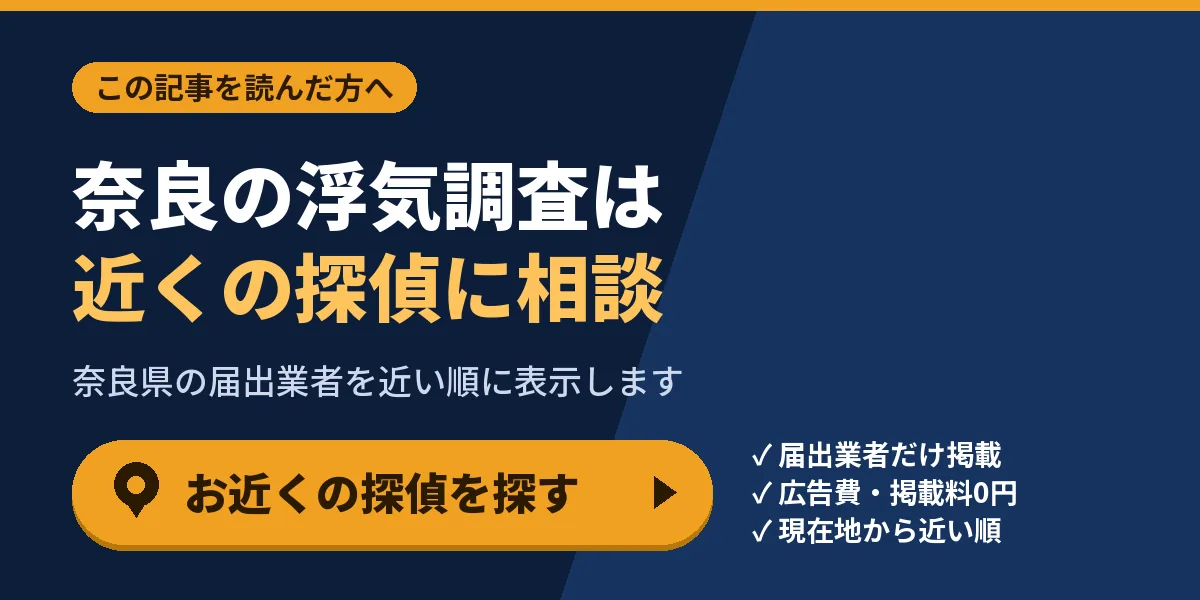 この記事を読んだ方へ
奈良の浮気調査は
近くの探偵に相談
奈良県の届出業者を近い順に表示します
お近くの探偵を探す
✓ 届出業者だけ掲載
✓ 広告費・掲載料0円
✓ 現在地から近い順